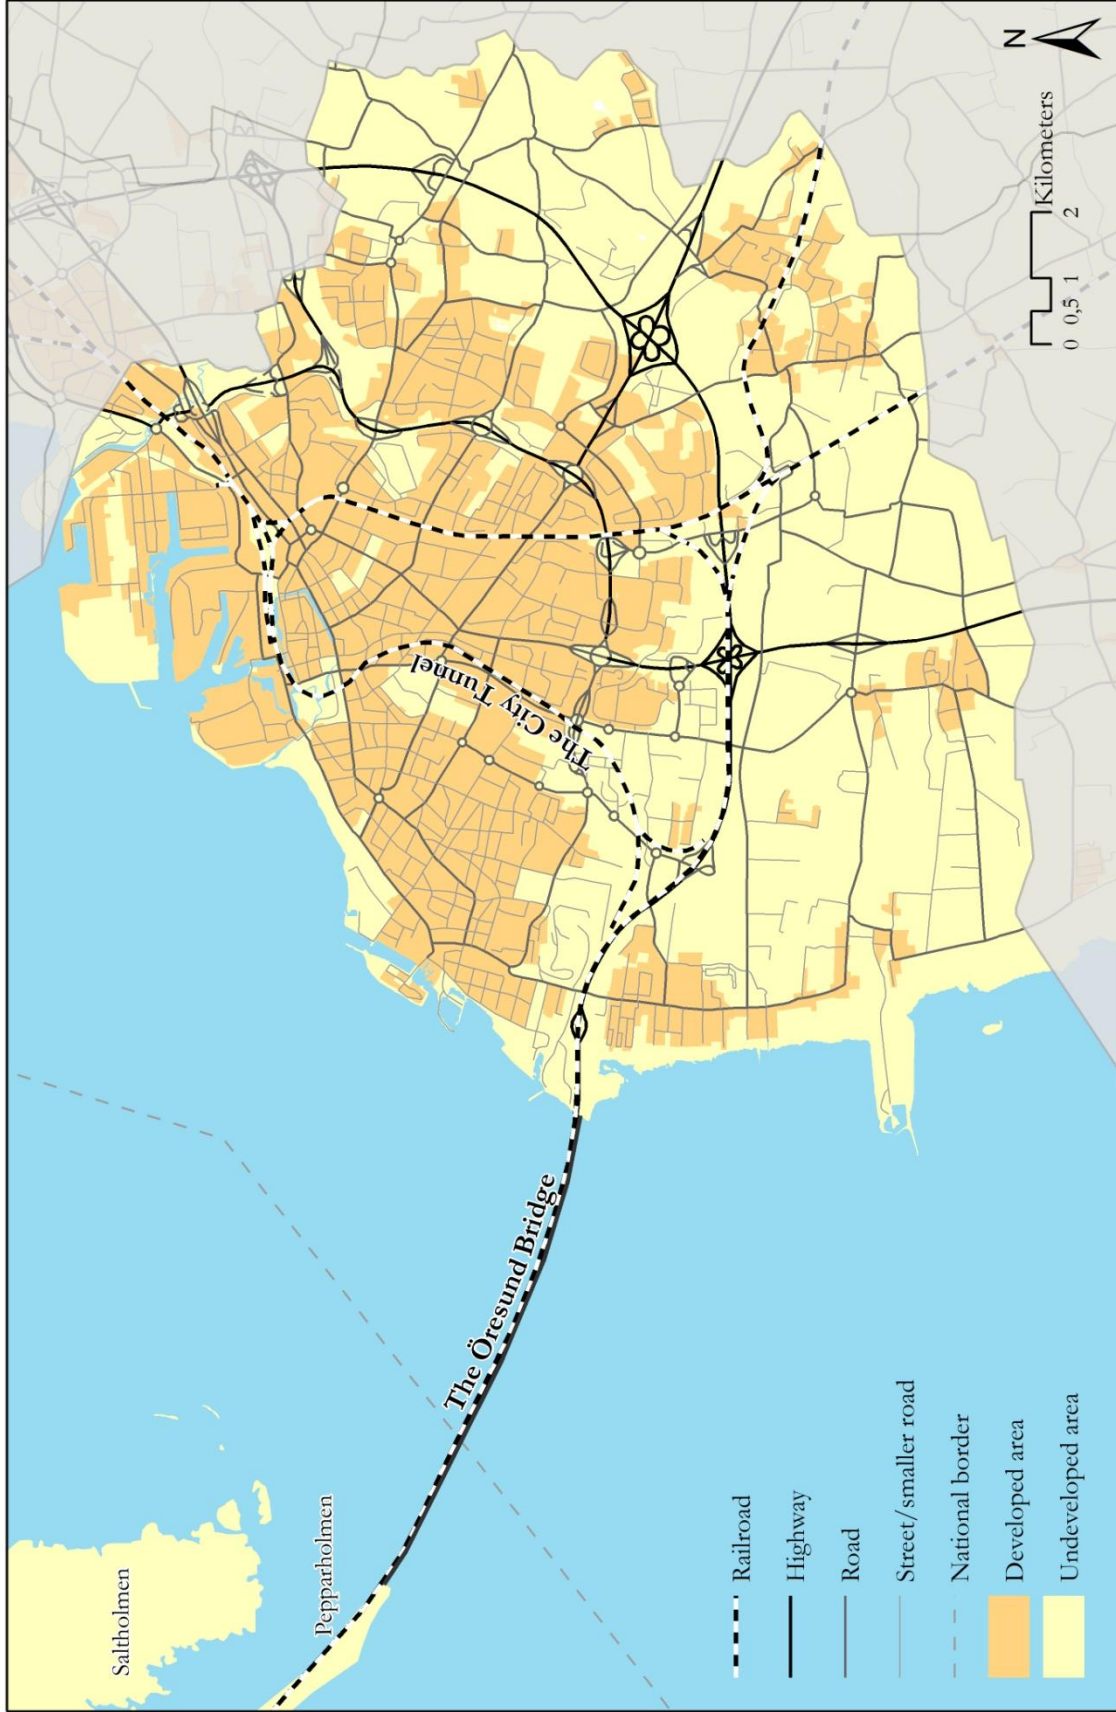 Saltholmen
Pepparholmen
The Öresund Bridge
The City Tunnel
N
Railroad
Highway
Road
Street/smaller road
National border
Developed area
Undeveloped area
Kilometers
0 0,5 1 2